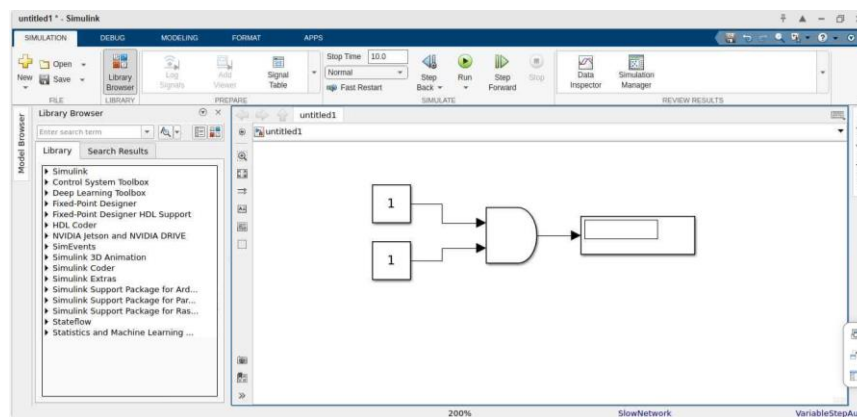 untitled1 * - Simulink
SIMULATION DEBUG MODELING FORMAT APPS
New
Open
Save
FILE
Library Browser
LIBRARY
Log Signals
Add Viewer
Signal Table
PREPARE
Stop Time 10.0
Normal
Fast Restart
Step Back
Run
Step Forward
Stop
SIMULATE
Data Inspector
Simulation Manager
REVIEW RESULTS
Model Browser
Library Browser
Enter search term
Library Search Results
Simulink
Control System Toolbox
Deep Learning Toolbox
Fixed-Point Designer
Fixed-Point Designer HDL Support
HDL Coder
NVIDIA Jetson and NVIDIA DRIVE
SimEvents
Simulink 3D Animation
Simulink Coder
Simulink Extras
Simulink Support Package for Ard...
Simulink Support Package for Par...
Simulink Support Package for Ras...
Stateflow
Statistics and Machine Learning ...
untitled1
untitled1
1
1
200%
SlowNetwork
VariableStepAu